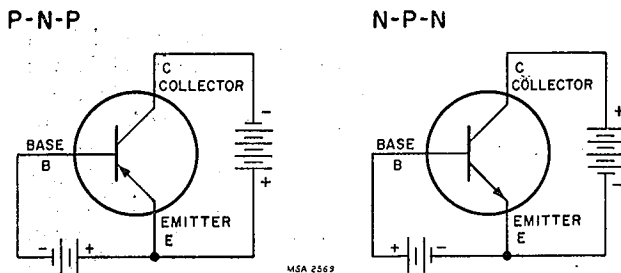 P-N-P
N-P-N
C
COLLECTOR
-
+
BASE
B
EMITTER
E
- +
C
COLLECTOR
+
-
BASE
B
EMITTER
E
+ -
MSA 2569